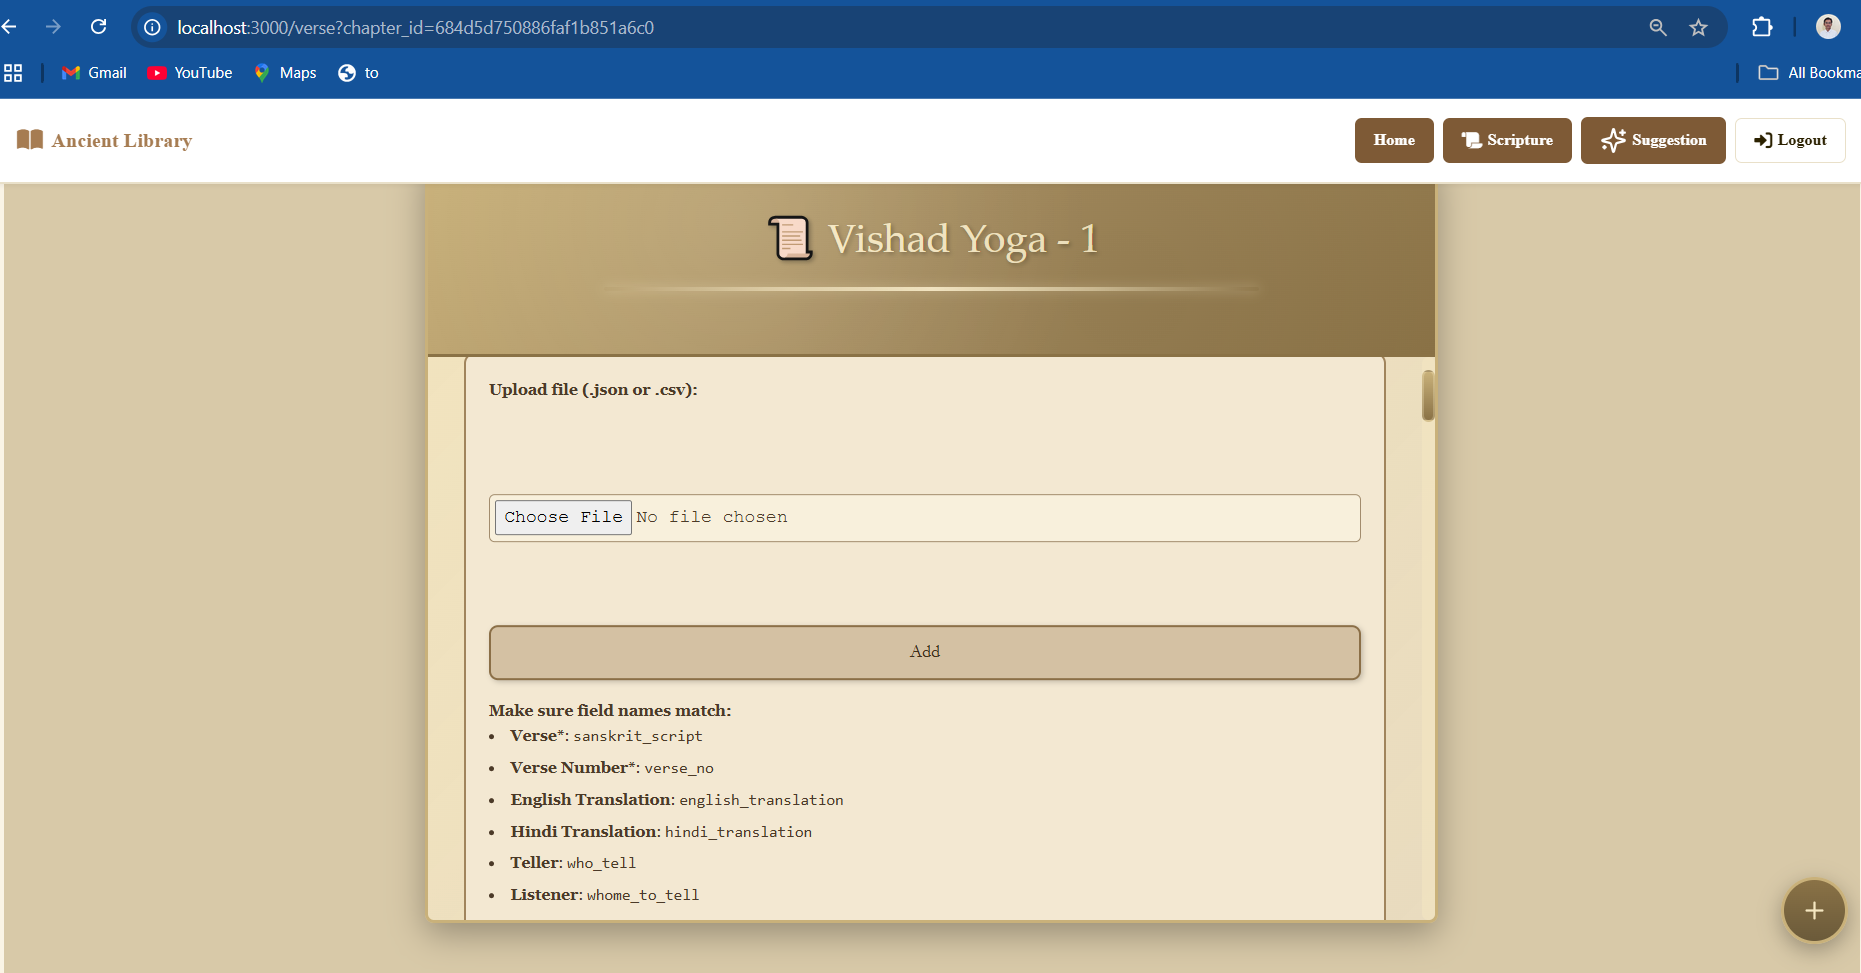 localhost:3000/verse?chapter_id=684d5d750886faf1b851a6c0
Gmail YouTube Maps to All Bookma
Ancient Library Home Scripture Suggestion Logout
Vishad Yoga - 1
Upload file (.json or .csv):
Choose File No file chosen
Add
Make sure field names match:
• Verse*: sanskrit_script
• Verse Number*: verse_no
• English Translation: english_translation
• Hindi Translation: hindi_translation
• Teller: who_tell
• Listener: whome_to_tell
+